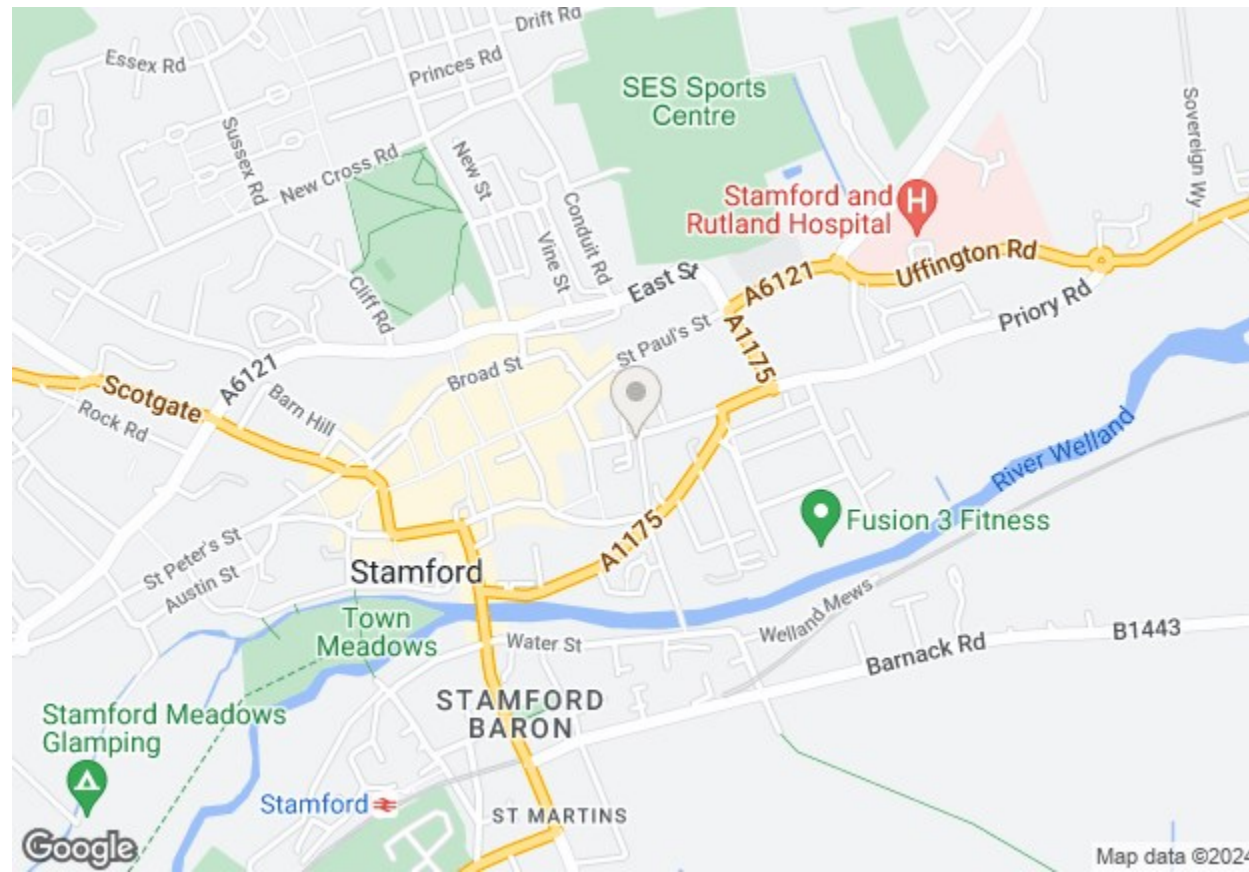 Drift Rd
Essex Rd
Princes Rd
SES Sports
Centre
Sovereign Wy
Sussex Rd
New Cross Rd
New St
Conduit Rd
Vine St
Stamford and
Rutland Hospital
H
Cliff Rd
East St
A6121
Uffington Rd
Priory Rd
St Paul's St
A1175
Broad St
A6121
Scotgate
Barn Hill
Rock Rd
River Welland
Fusion 3 Fitness
A1175
St Peter's St
Austin St
Stamford
Town
Meadows
Water St
Welland Mews
Barnack Rd
B1443
STAMFORD
BARON
Stamford Meadows
Glamping
Stamford
ST MARTINS
Google
Map data ©2024